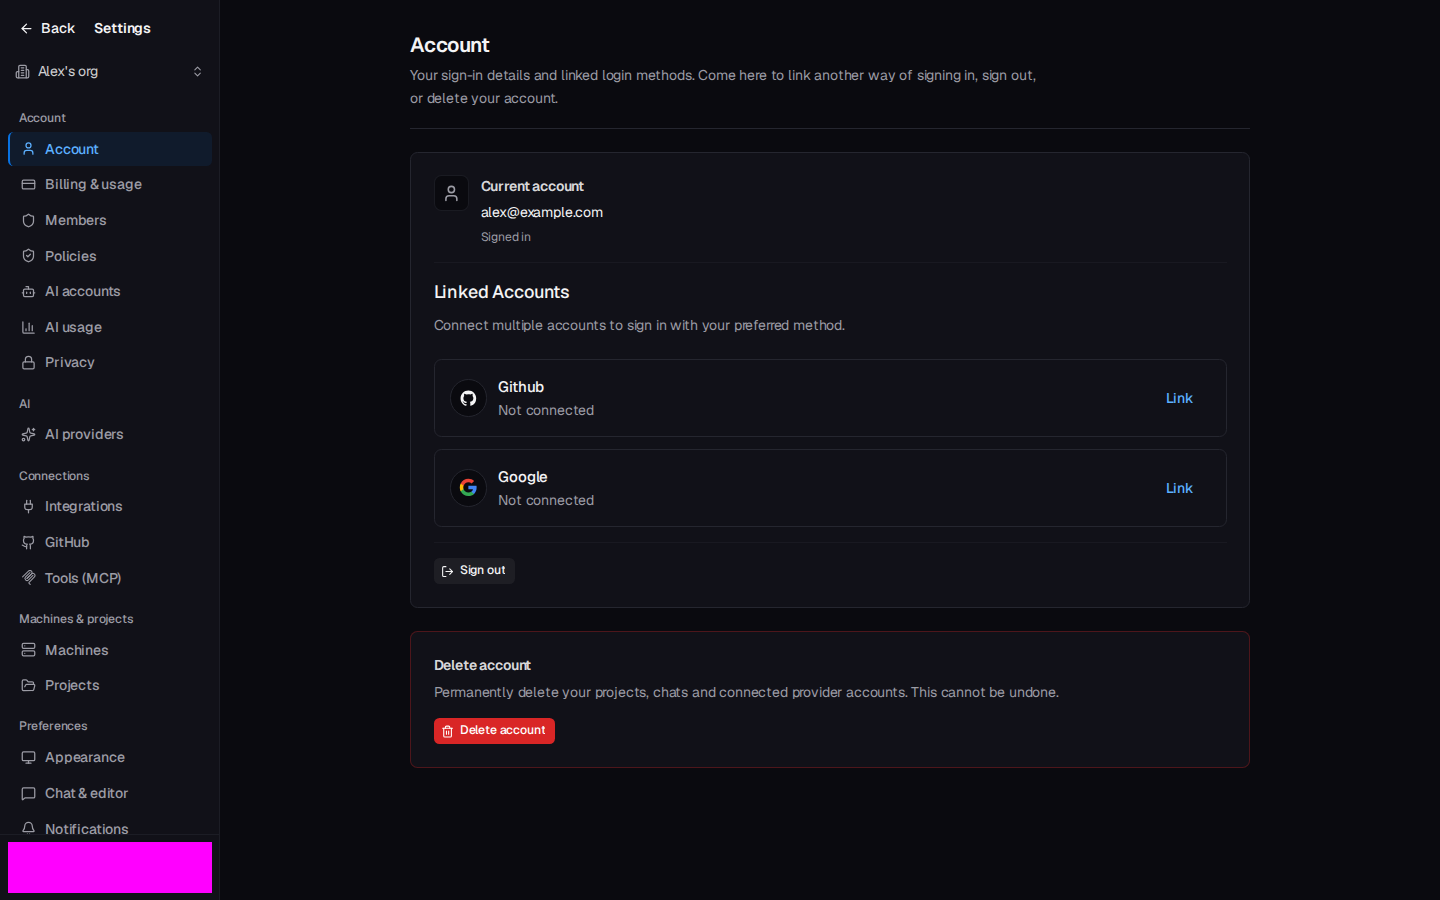 Back Settings
Alex's org
Account
Account
Billing & usage
Members
Policies
AI accounts
AI usage
Privacy
AI
AI providers
Connections
Integrations
GitHub
Tools (MCP)
Machines & projects
Machines
Projects
Preferences
Appearance
Chat & editor
Notifications
Account
Your sign-in details and linked login methods. Come here to link another way of signing in, sign out,
or delete your account.
Current account
alex@example.com
Signed in
Linked Accounts
Connect multiple accounts to sign in with your preferred method.
Github
Not connected
Link
Google
Not connected
Link
Sign out
Delete account
Permanently delete your projects, chats and connected provider accounts. This cannot be undone.
Delete account